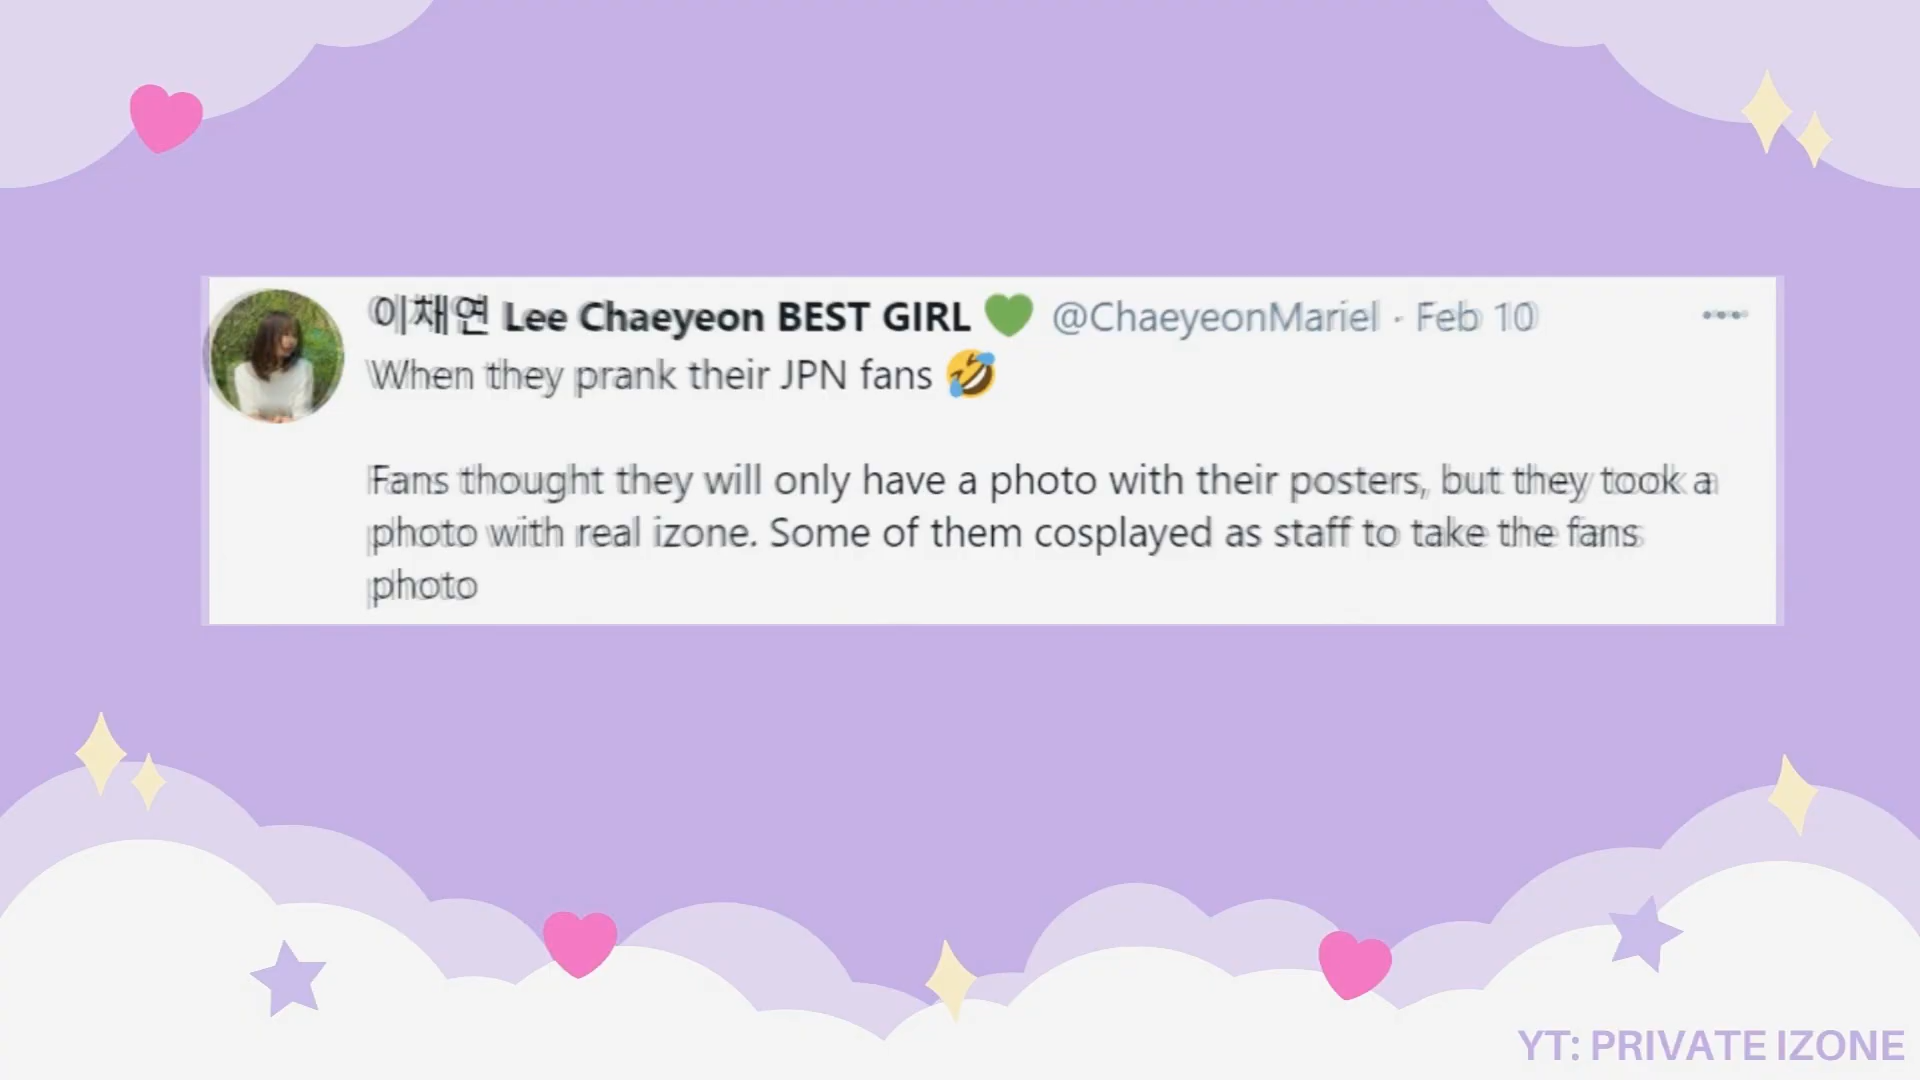 이채연 Lee Chaeyeon BEST GIRL 💚 @ChaeyeonMariel · Feb 10
When they prank their JPN fans 🤣
Fans thought they will only have a photo with their posters, but they took a
photo with real izone. Some of them cosplayed as staff to take the fans
photo
YT: PRIVATE IZONE